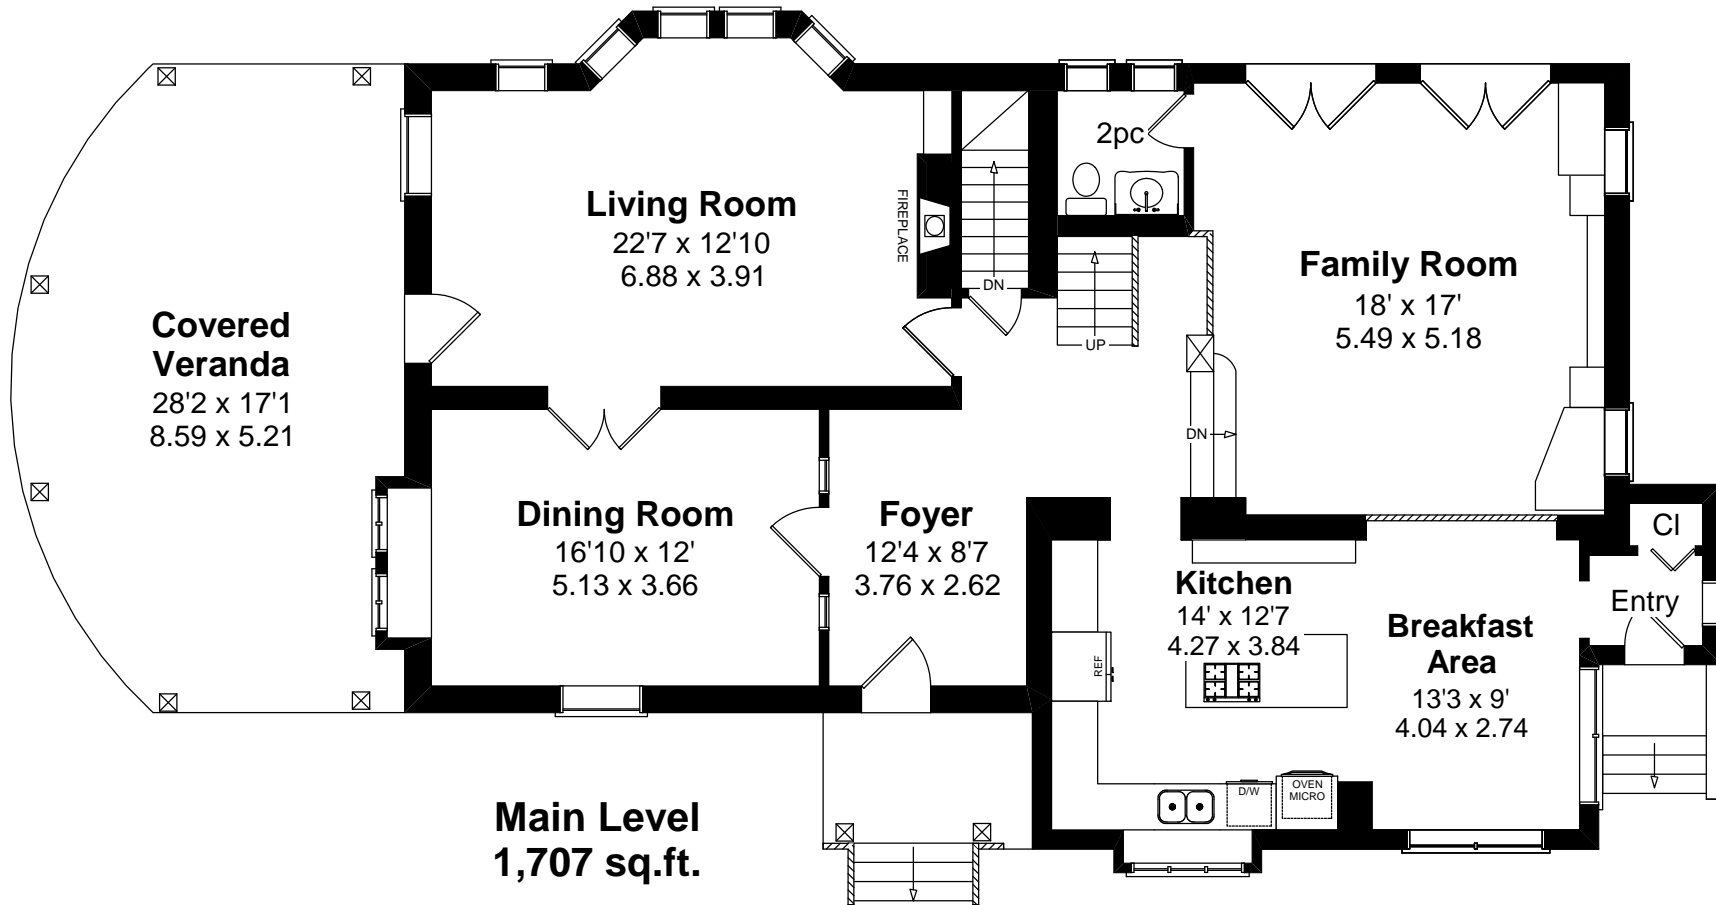 2pc
Living Room
22'7 x 12'10
6.88 x 3.91
FIREPLACE
DN
Family Room
18' x 17'
5.49 x 5.18
UP
Covered
Veranda
28'2 x 17'1
8.59 x 5.21
DN
Dining Room
16'10 x 12'
5.13 x 3.66
Foyer
12'4 x 8'7
3.76 x 2.62
Cl
Entry
Kitchen
14' x 12'7
4.27 x 3.84
REF
Breakfast
Area
13'3 x 9'
4.04 x 2.74
D/W
OVEN
MICRO
Main Level
1,707 sq.ft.